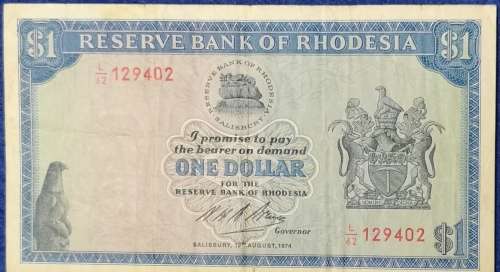 $1 RESERVE BANK OF RHODESIA $1
L/42 129402
RESERVE BANK OF RHODESIA
SALISBURY
I promise to pay
the bearer on demand
ONE DOLLAR
FOR THE
RESERVE BANK OF RHODESIA
Governor
L/42 129402
SALISBURY, AUGUST, 1974
$1